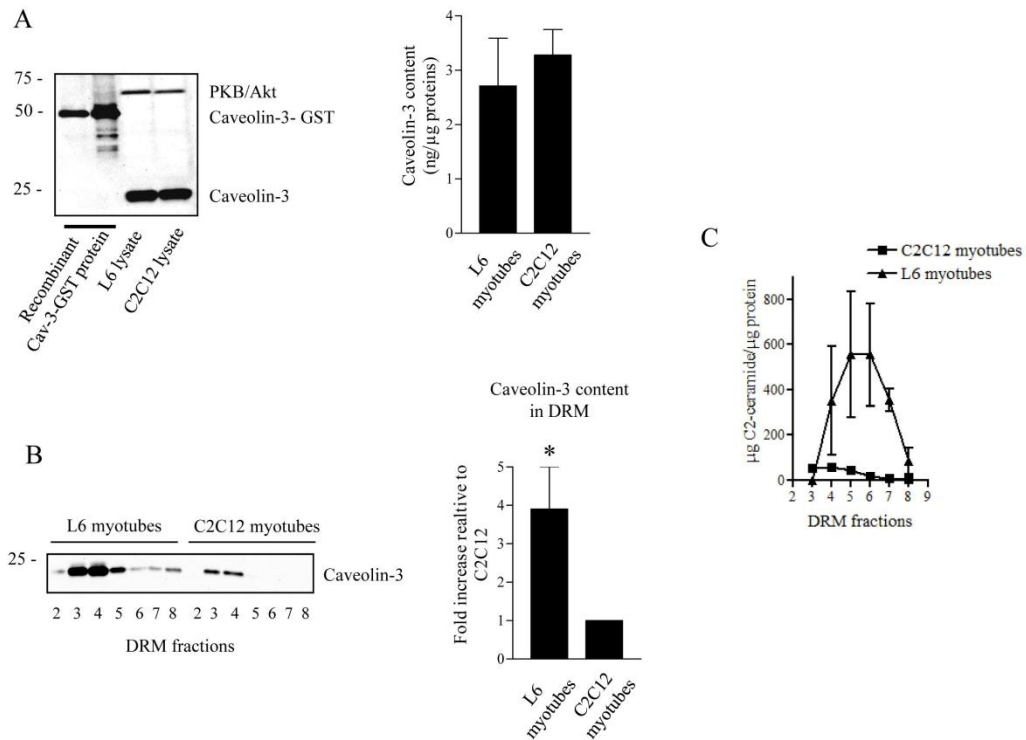 A
75 -
50 -
25 -
PKB/Akt
Caveolin-3- GST
Caveolin-3
Recombinant
Cav-3-GST protein
L6 lysate
C2C12 lysate
Caveolin-3 content
(ng/µg proteins)
4
3
2
1
0
L6
myotubes
C2C12
myotubes
B
L6 myotubes
C2C12 myotubes
25 -
Caveolin-3
2 3 4 5 6 7 8 2 3 4 5 6 7 8
DRM fractions
Caveolin-3 content
in DRM
Fold increase realtive to
C2C12
5
4
3
2
1
0
*
L6
myotubes
C2C12
myotubes
C
C2C12 myotubes
L6 myotubes
µg C2-ceramide/µg protein
800
600
400
200
0
2 3 4 5 6 7 8 9
DRM fractions